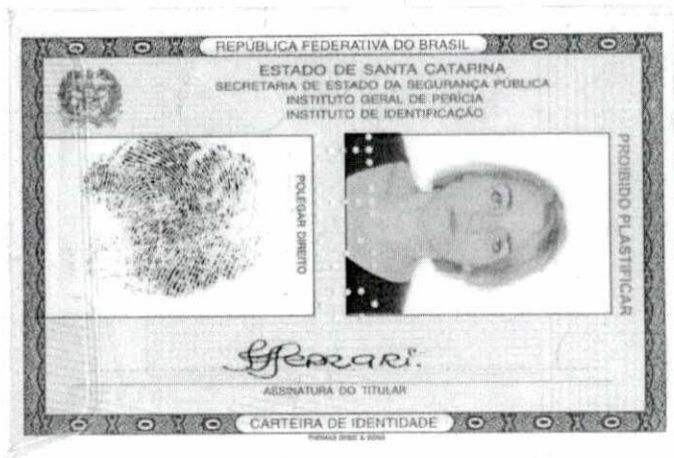 REPÚBLICA FEDERATIVA DO BRASIL
ESTADO DE SANTA CATARINA
SECRETARIA DE ESTADO DA SEGURANÇA PÚBLICA
INSTITUTO GERAL DE PERÍCIA
INSTITUTO DE IDENTIFICAÇÃO
POLEGAR DIREITO
PROIBIDO PLASTIFICAR
ASSINATURA DO TITULAR
CARTEIRA DE IDENTIDADE